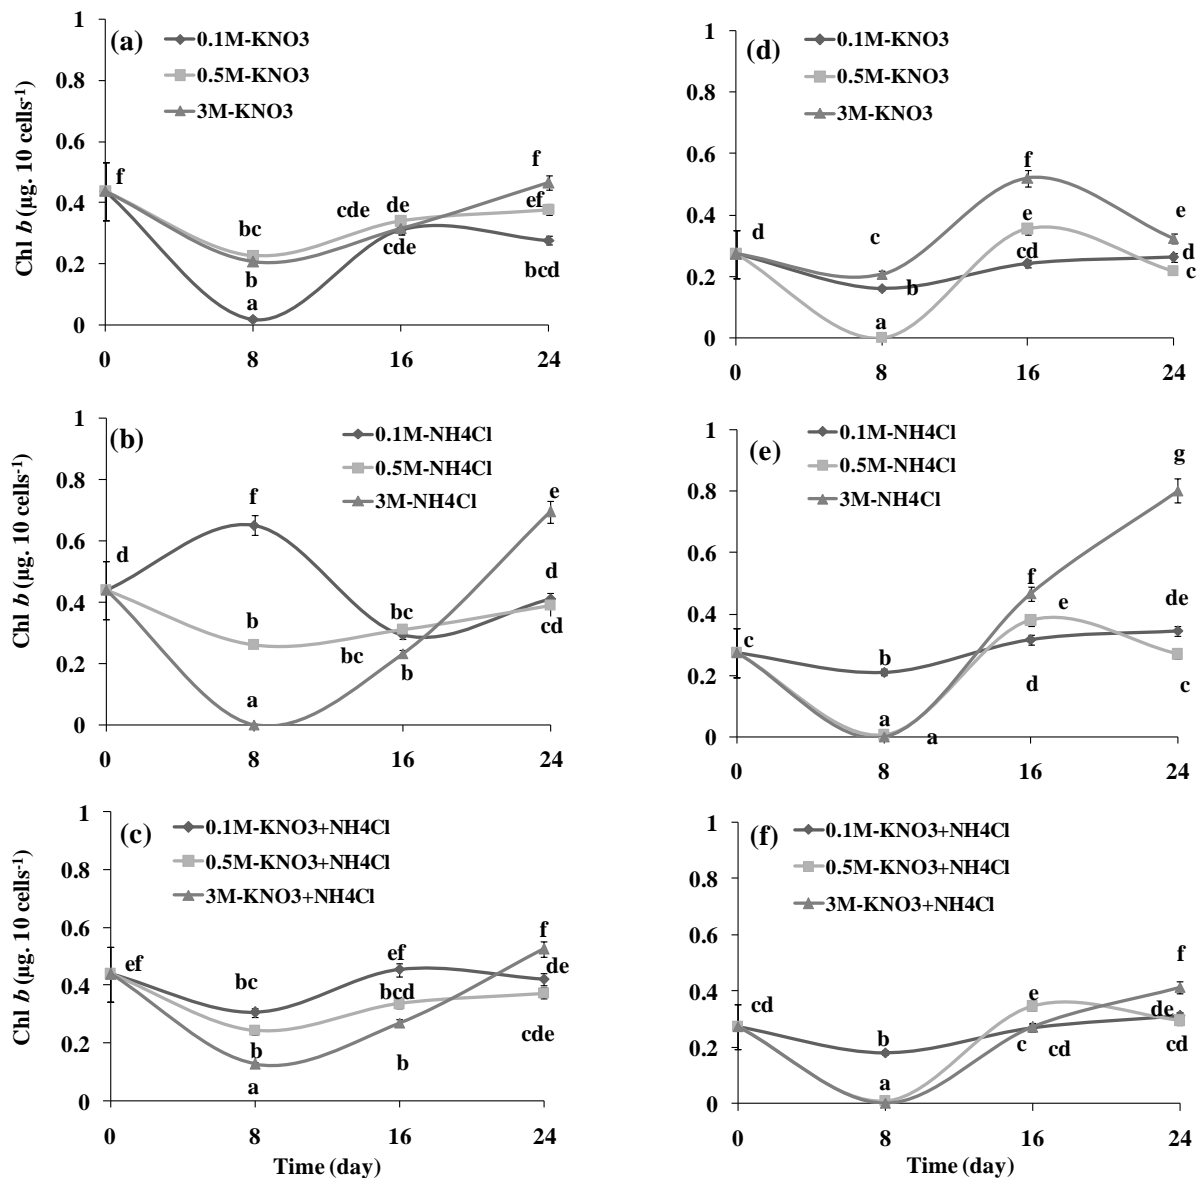 (a)
0.1M-KNO3
0.5M-KNO3
3M-KNO3
Chl b (µg. 10 cells-1)
1
0.8
0.6
0.4
0.2
0
f
bc
b
a
cde
de
cde
f
ef
bcd
0 8 16 24
(d)
0.1M-KNO3
0.5M-KNO3
3M-KNO3
1
0.8
0.6
0.4
0.2
0
d
c
b
a
f
e
cd
e
d
c
0 8 16 24
(b)
0.1M-NH4Cl
0.5M-NH4Cl
3M-NH4Cl
Chl b (µg. 10 cells-1)
1
0.8
0.6
0.4
0.2
0
d
f
b
a
bc
bc
b
e
d
cd
0 8 16 24
(e)
0.1M-NH4Cl
0.5M-NH4Cl
3M-NH4Cl
1
0.8
0.6
0.4
0.2
0
c
b
a
a
f
e
d
g
de
c
0 8 16 24
(c)
0.1M-KNO3+NH4Cl
0.5M-KNO3+NH4Cl
3M-KNO3+NH4Cl
Chl b (µg. 10 cells-1)
1
0.8
0.6
0.4
0.2
0
ef
bc
b
a
ef
bcd
b
f
de
cde
0 8 16 24
Time (day)
(f)
0.1M-KNO3+NH4Cl
0.5M-KNO3+NH4Cl
3M-KNO3+NH4Cl
1
0.8
0.6
0.4
0.2
0
cd
b
a
e
c
cd
f
de
cd
0 8 16 24
Time (day)